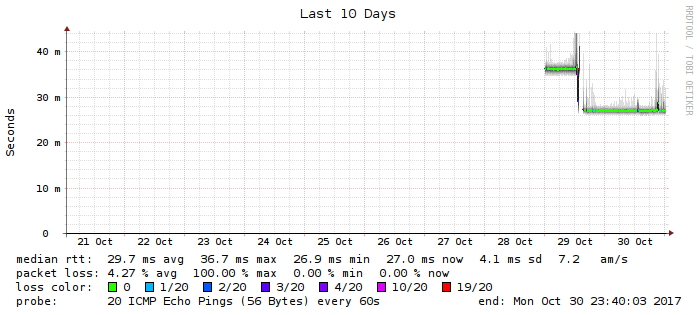 Last 10 Days
RRDTOOL / TOBI OETIKER
Seconds
40 m
30 m
20 m
10 m
0
21 Oct 22 Oct 23 Oct 24 Oct 25 Oct 26 Oct 27 Oct 28 Oct 29 Oct 30 Oct
median rtt: 29.7 ms avg 36.7 ms max 26.9 ms min 27.0 ms now 4.1 ms sd 7.2 am/s
packet loss: 4.27 % avg 100.00 % max 0.00 % min 0.00 % now
loss color: 0 1/20 2/20 3/20 4/20 10/20 19/20
probe: 20 ICMP Echo Pings (56 Bytes) every 60s end: Mon Oct 30 23:40:03 2017